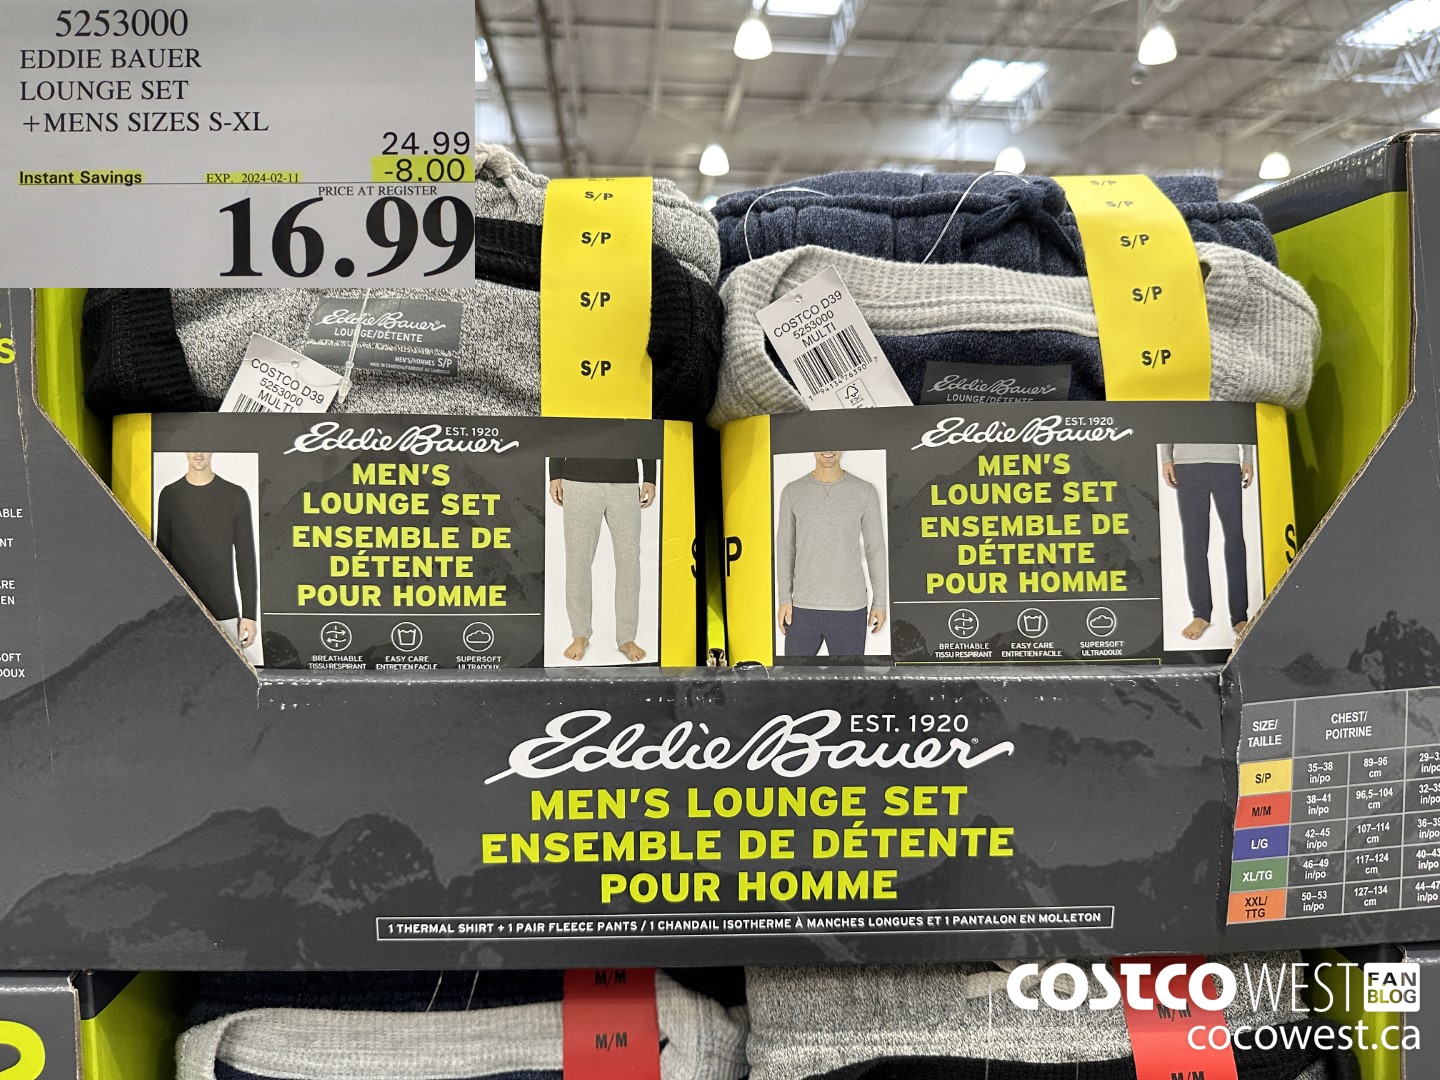 5253000
EDDIE BAUER
LOUNGE SET
+MENS SIZES S-XL
24.99
Instant Savings EXP. 2024-02-11 -8.00
PRICE AT REGISTER
16.99
S/P
S/P
S/P
S/P
S/P
S/P
S/P
S/P
S/P
Eddie Bauer
LOUNGE/DÉTENTE
MEN'S/HOMMES S/P
COSTCO D39
5253000
MULTI
COSTCO D39
5253000
MULTI
Eddie Bauer
LOUNGE/DÉTENTE
Eddie Bauer EST. 1920
MEN'S
LOUNGE SET
ENSEMBLE DE
DÉTENTE
POUR HOMME
BREATHABLE EASY CARE SUPERSOFT
TISSU RESPIRANT ENTRETIEN FACILE ULTRADOUX
Eddie Bauer EST. 1920
MEN'S
LOUNGE SET
ENSEMBLE DE
DÉTENTE
POUR HOMME
BREATHABLE EASY CARE SUPERSOFT
TISSU RESPIRANT ENTRETIEN FACILE ULTRADOUX
Eddie Bauer® EST. 1920
MEN'S LOUNGE SET
ENSEMBLE DE DÉTENTE
POUR HOMME
1 THERMAL SHIRT + 1 PAIR FLEECE PANTS / 1 CHANDAIL ISOTHERME À MANCHES LONGUES ET 1 PANTALON EN MOLLETON
SIZE/ TAILLE CHEST/ POITRINE
S/P 35–38 in/po 89–96 cm
M/M 38–41 in/po 96,5–104 cm
L/G 42–45 in/po 107–114 cm
XL/TG 46–49 in/po 117–124 cm
XXL/ TTG 50–53 in/po 127–134 cm
M/M
M/M
M/M
M/M
COSTCO WEST FAN BLOG
cocowest.ca